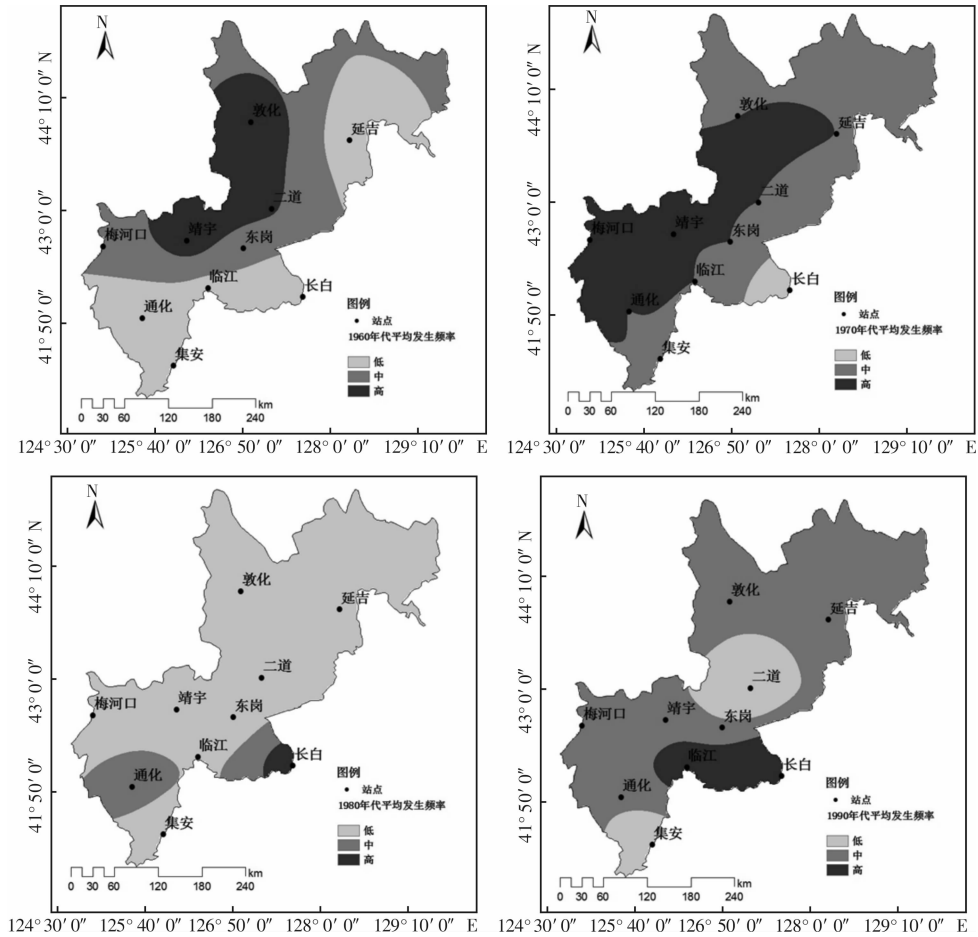 N
44° 10′ 0″ N
43° 0′ 0″
41° 50′ 0″
敦化
延吉
二道
梅河口
靖宇
东岗
临江
长白
通化
集安
图例
站点
1960年代平均发生频率
低
中
高
km
0 30 60 120 180 240
124° 30′ 0″ 125° 40′ 0″ 126° 50′ 0″ 128° 0′ 0″ 129° 10′ 0″ E
N
44° 10′ 0″ N
43° 0′ 0″
41° 50′ 0″
敦化
延吉
二道
梅河口
靖宇
东岗
临江
长白
通化
集安
图例
站点
1970年代平均发生频率
低
中
高
km
0 30 60 120 180 240
124° 30′ 0″ 125° 40′ 0″ 126° 50′ 0″ 128° 0′ 0″ 129° 10′ 0″ E
N
44° 10′ 0″ N
43° 0′ 0″
41° 50′ 0″
敦化
延吉
二道
梅河口
靖宇
东岗
临江
长白
通化
集安
图例
站点
1980年代平均发生频率
低
中
高
km
0 30 60 120 180 240
124° 30′ 0″ 125° 40′ 0″ 126° 50′ 0″ 128° 0′ 0″ 129° 10′ 0″ E
N
44° 10′ 0″ N
43° 0′ 0″
41° 50′ 0″
敦化
延吉
二道
梅河口
靖宇
东岗
临江
长白
通化
集安
图例
站点
1990年代平均发生频率
低
中
高
km
0 30 60 120 180 240
124° 30′ 0″ 125° 40′ 0″ 126° 50′ 0″ 128° 0′ 0″ 129° 10′ 0″ E